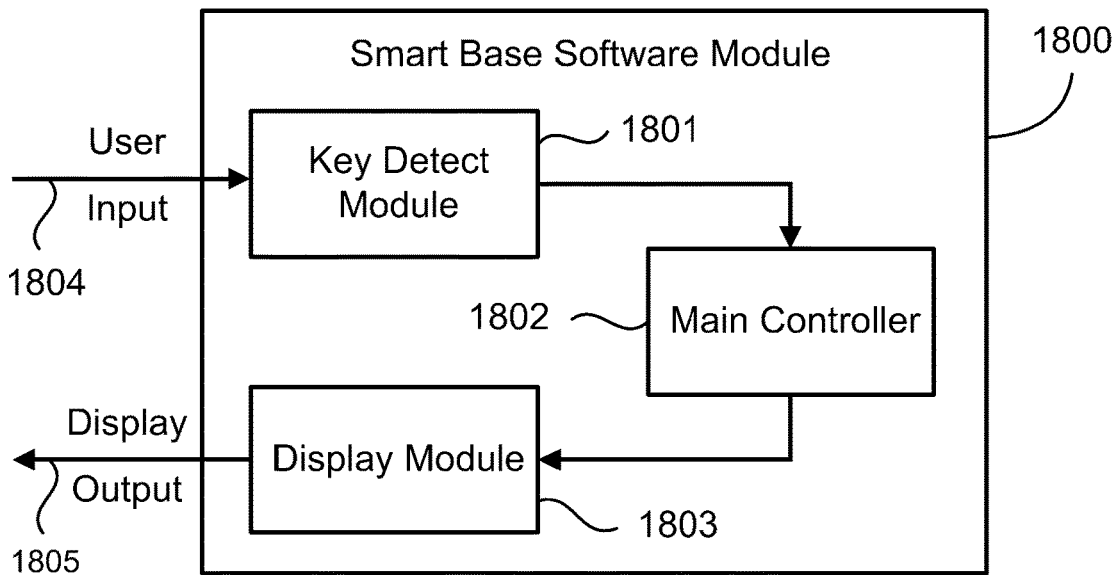 Smart Base Software Module
1800
User
Input
1804
Key Detect
Module
1801
1802
Main Controller
Display
Output
1805
Display Module
1803